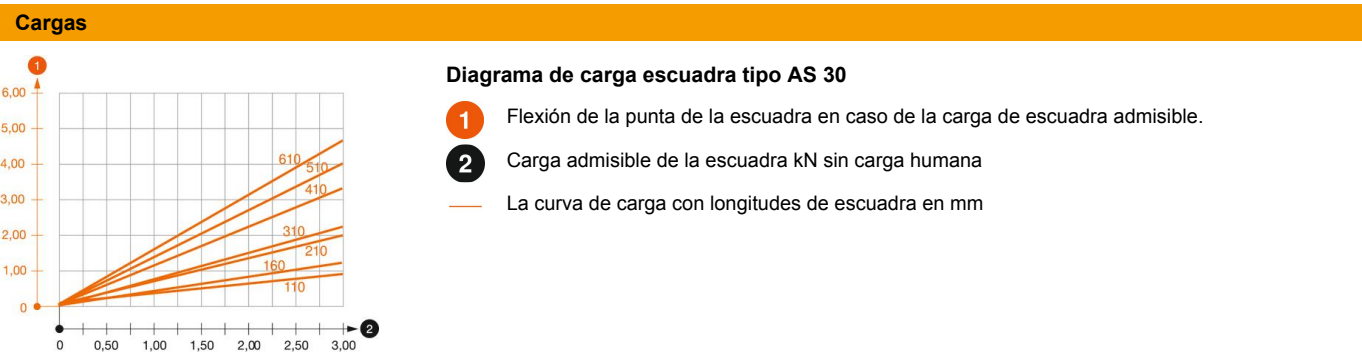 Cargas
1
6,00
5,00
4,00
3,00
2,00
1,00
0
610
510
410
310
210
160
110
2
0 0,50 1,00 1,50 2,00 2,50 3,00
Diagrama de carga escuadra tipo AS 30
1 Flexión de la punta de la escuadra en caso de la carga de escuadra admisible.
2 Carga admisible de la escuadra kN sin carga humana
La curva de carga con longitudes de escuadra en mm